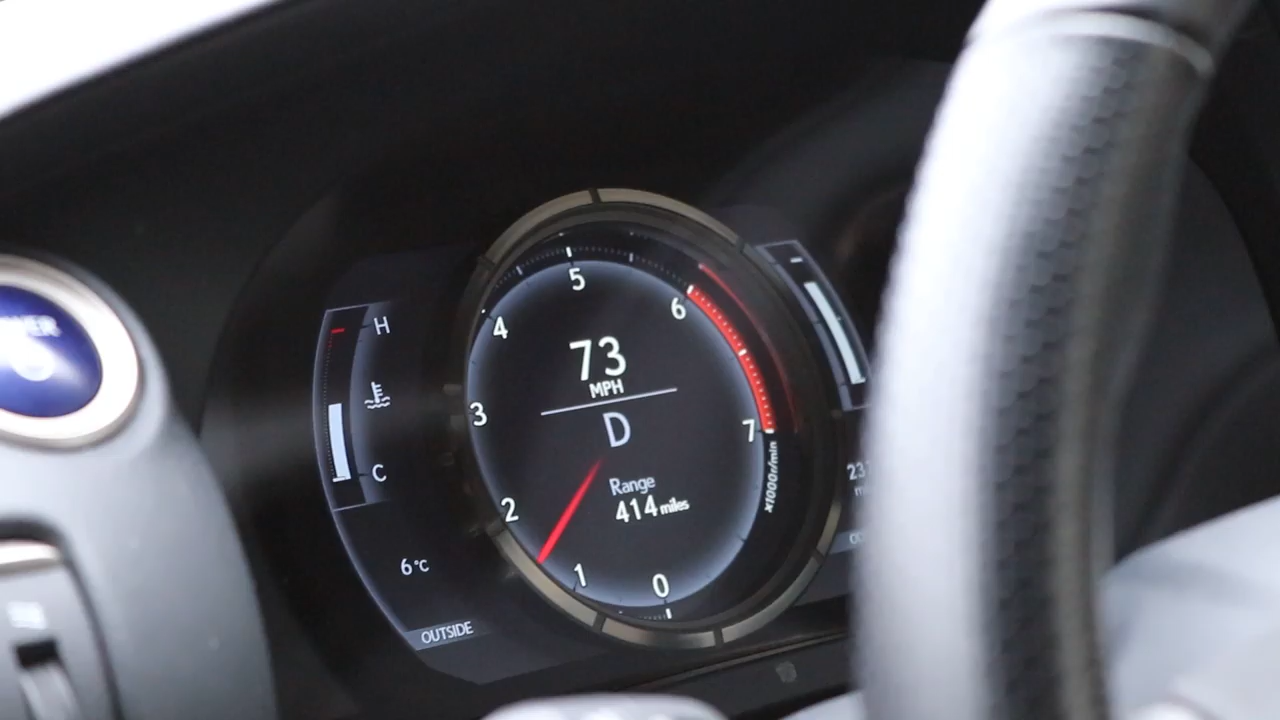 H
C
6°C
OUTSIDE
5
4
6
3
7
2
1
0
73
MPH
D
Range
414 miles
x1000r/min